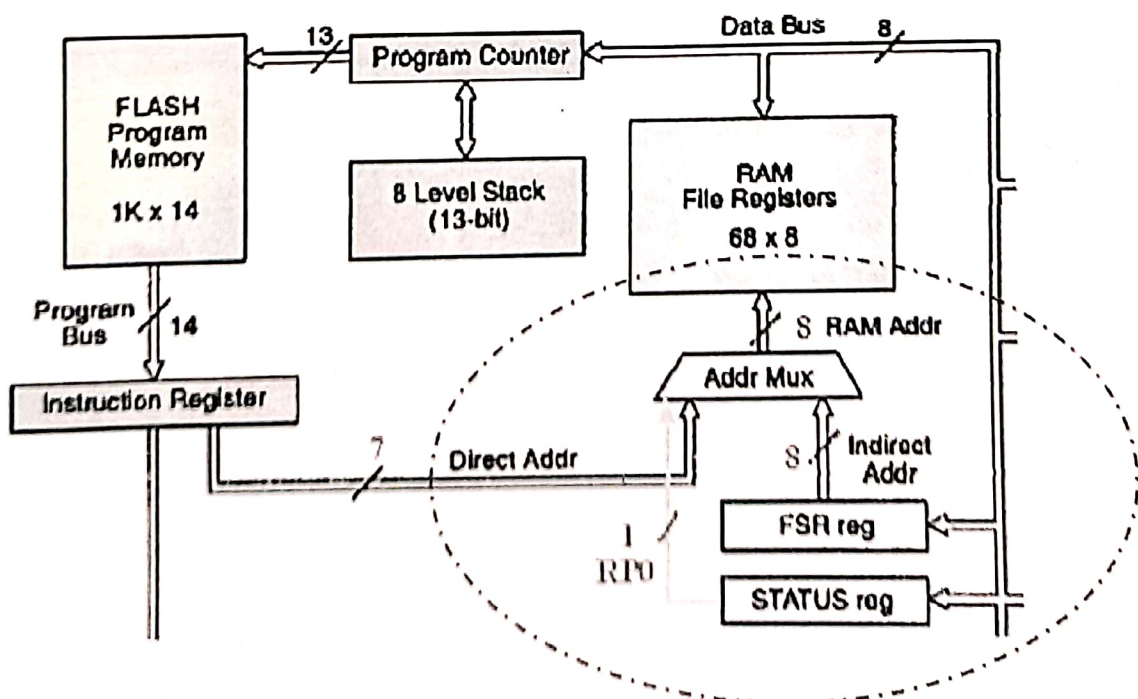 Data Bus
8
13
Program Counter
FLASH
Program
Memory
1K x 14
8 Level Stack
(13-bit)
RAM
File Registers
68 x 8
Program
Bus
14
8 RAM Addr
Addr Mux
Instruction Register
7
Direct Addr
8
Indirect
Addr
1
RP0
FSR reg
STATUS reg